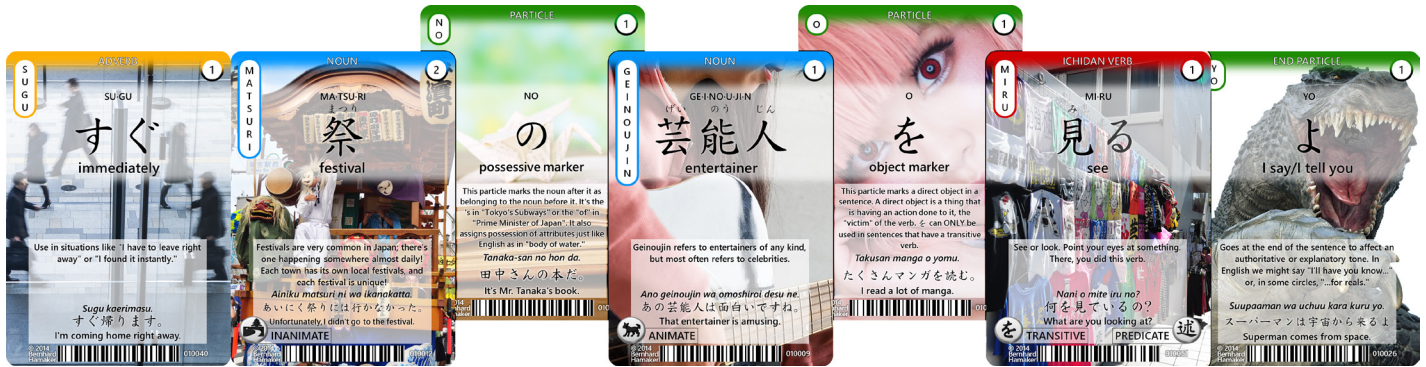 SUGU
ADVERB
1
SU·GU
すぐ
immediately
Use in situations like "I have to leave right
away" or "I found it instantly."
Sugu kaerimasu.
すぐ帰ります。
I'm coming home right away.
© 2014
Bernhard
Hamaker
010040
MATSURI
NOUN
2
MA·TSU·RI
まつり
祭
festival
Festivals are very common in Japan; there's
one happening somewhere almost daily!
Each town has its own local festivals, and
each festival is unique!
Ainiku matsuri ni wa ikanakatta.
あいにく祭りには行かなかった。
Unfortunately, I didn't go to the festival.
INANIMATE
© 2014
Bernhard
Hamaker
010012
NO
PARTICLE
1
NO
の
possessive marker
This particle marks the noun after it as
belonging to the noun before it. It's the
's in "Tokyo's Subways" or the "of" in
"Prime Minister of Japan". It also
assigns possession of attributes just like
English as in "body of water."
Tanaka-san no hon da.
田中さんの本だ。
It's Mr. Tanaka's book.
GEINOUJIN
NOUN
1
GE·I·NO·U·JI·N
げい のう じん
芸能人
entertainer
Geinoujin refers to entertainers of any kind,
but most often refers to celebrities.
Ano geinoujin wa omoshiroi desu ne.
あの芸能人は面白いですね。
That entertainer is amusing.
ANIMATE
© 2014
Bernhard
Hamaker
010009
O
PARTICLE
1
O
を
object marker
This particle marks a direct object in a
sentence. A direct object is a thing that
is having an action done to it, the
"victim" of the verb. を can ONLY be
used in sentences that have a transitive
verb.
Takusan manga o yomu.
たくさんマンガを読む。
I read a lot of manga.
MIRU
ICHIDAN VERB
1
MI·RU
み
見る
see
See or look. Point your eyes at something.
There, you did this verb.
Nani o mite iru no?
何を見ているの?
What are you looking at?
を TRANSITIVE PREDICATE 述
© 2014
Bernhard
Hamaker
YO
END PARTICLE
1
YO
よ
I say/I tell you
Goes at the end of the sentence to affect an
authoritative or explanatory tone. In
English we might say "I'll have you know..."
or, in some circles, "...for reals."
Suupaaman wa uchuu kara kuru yo.
スーパーマンは宇宙から来るよ
Superman comes from space.
© 2014
Bernhard
Hamaker
010026